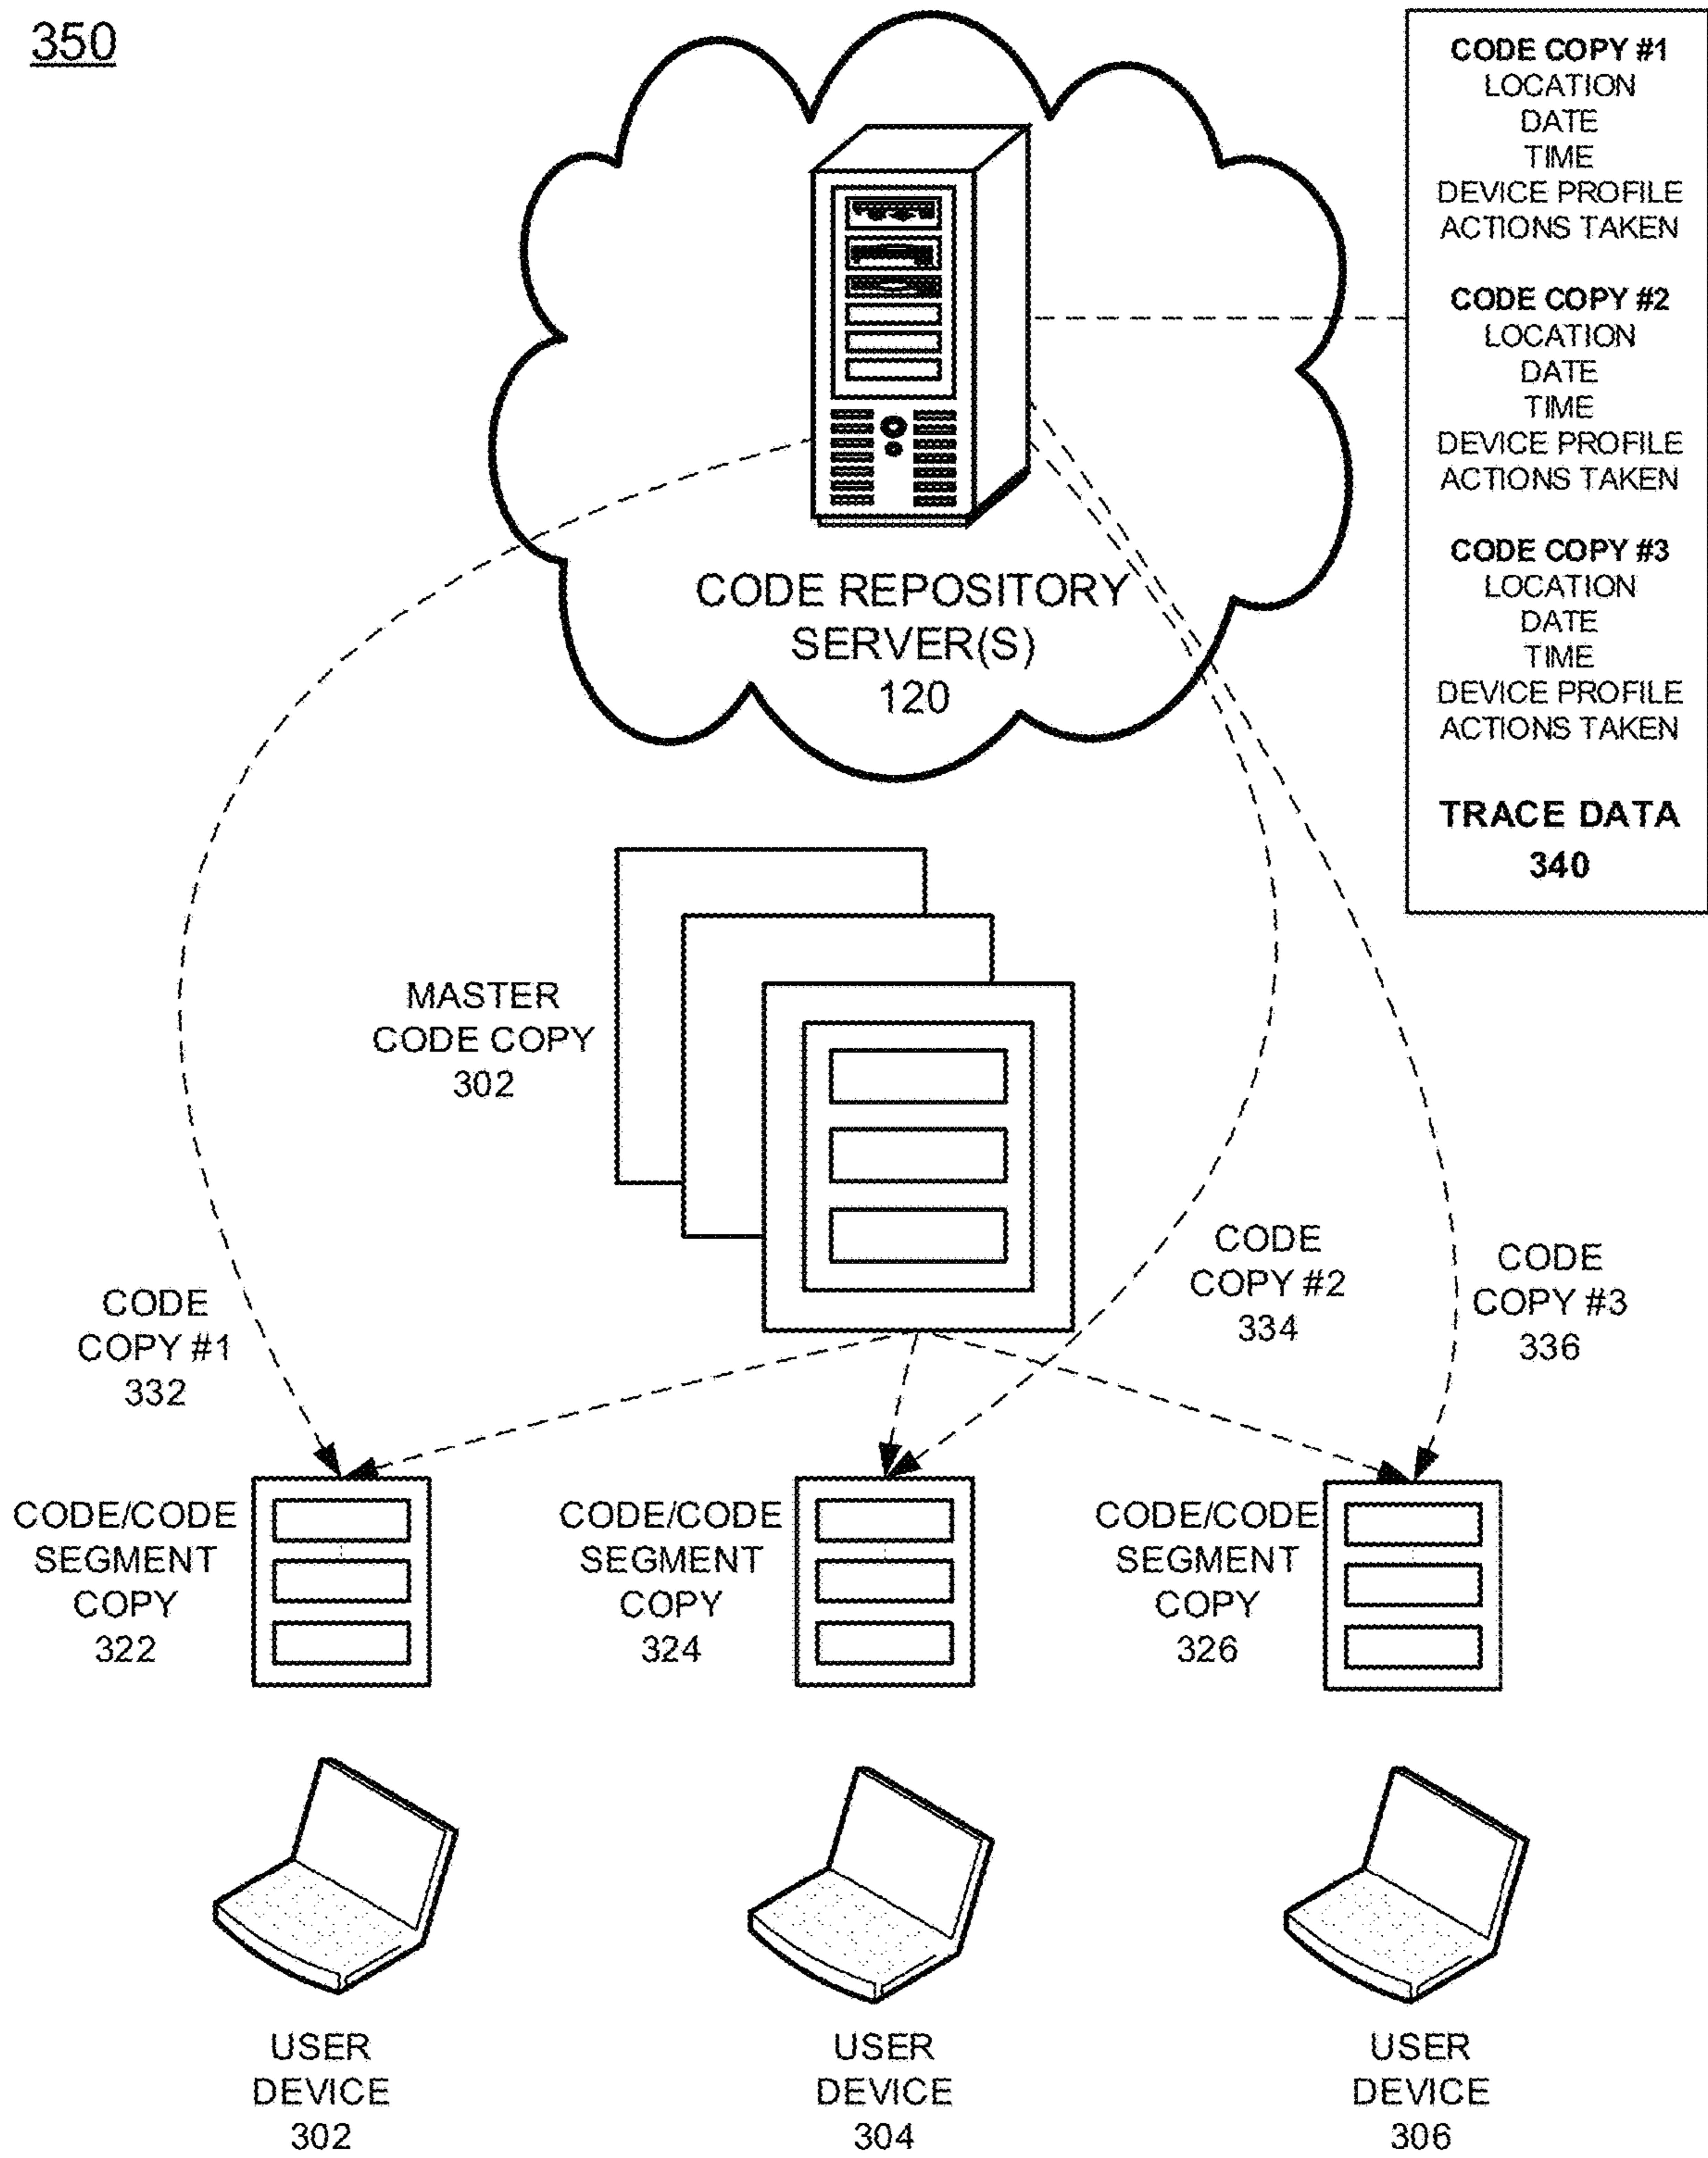 350
CODE COPY #1
LOCATION
DATE
TIME
DEVICE PROFILE
ACTIONS TAKEN
CODE COPY #2
LOCATION
DATE
TIME
DEVICE PROFILE
ACTIONS TAKEN
CODE COPY #3
LOCATION
DATE
TIME
DEVICE PROFILE
ACTIONS TAKEN
TRACE DATA
340
CODE REPOSITORY
SERVER(S)
120
MASTER
CODE COPY
302
CODE
COPY #1
332
CODE
COPY #2
334
CODE
COPY #3
336
CODE/CODE
SEGMENT
COPY
322
CODE/CODE
SEGMENT
COPY
324
CODE/CODE
SEGMENT
COPY
326
USER
DEVICE
302
USER
DEVICE
304
USER
DEVICE
306